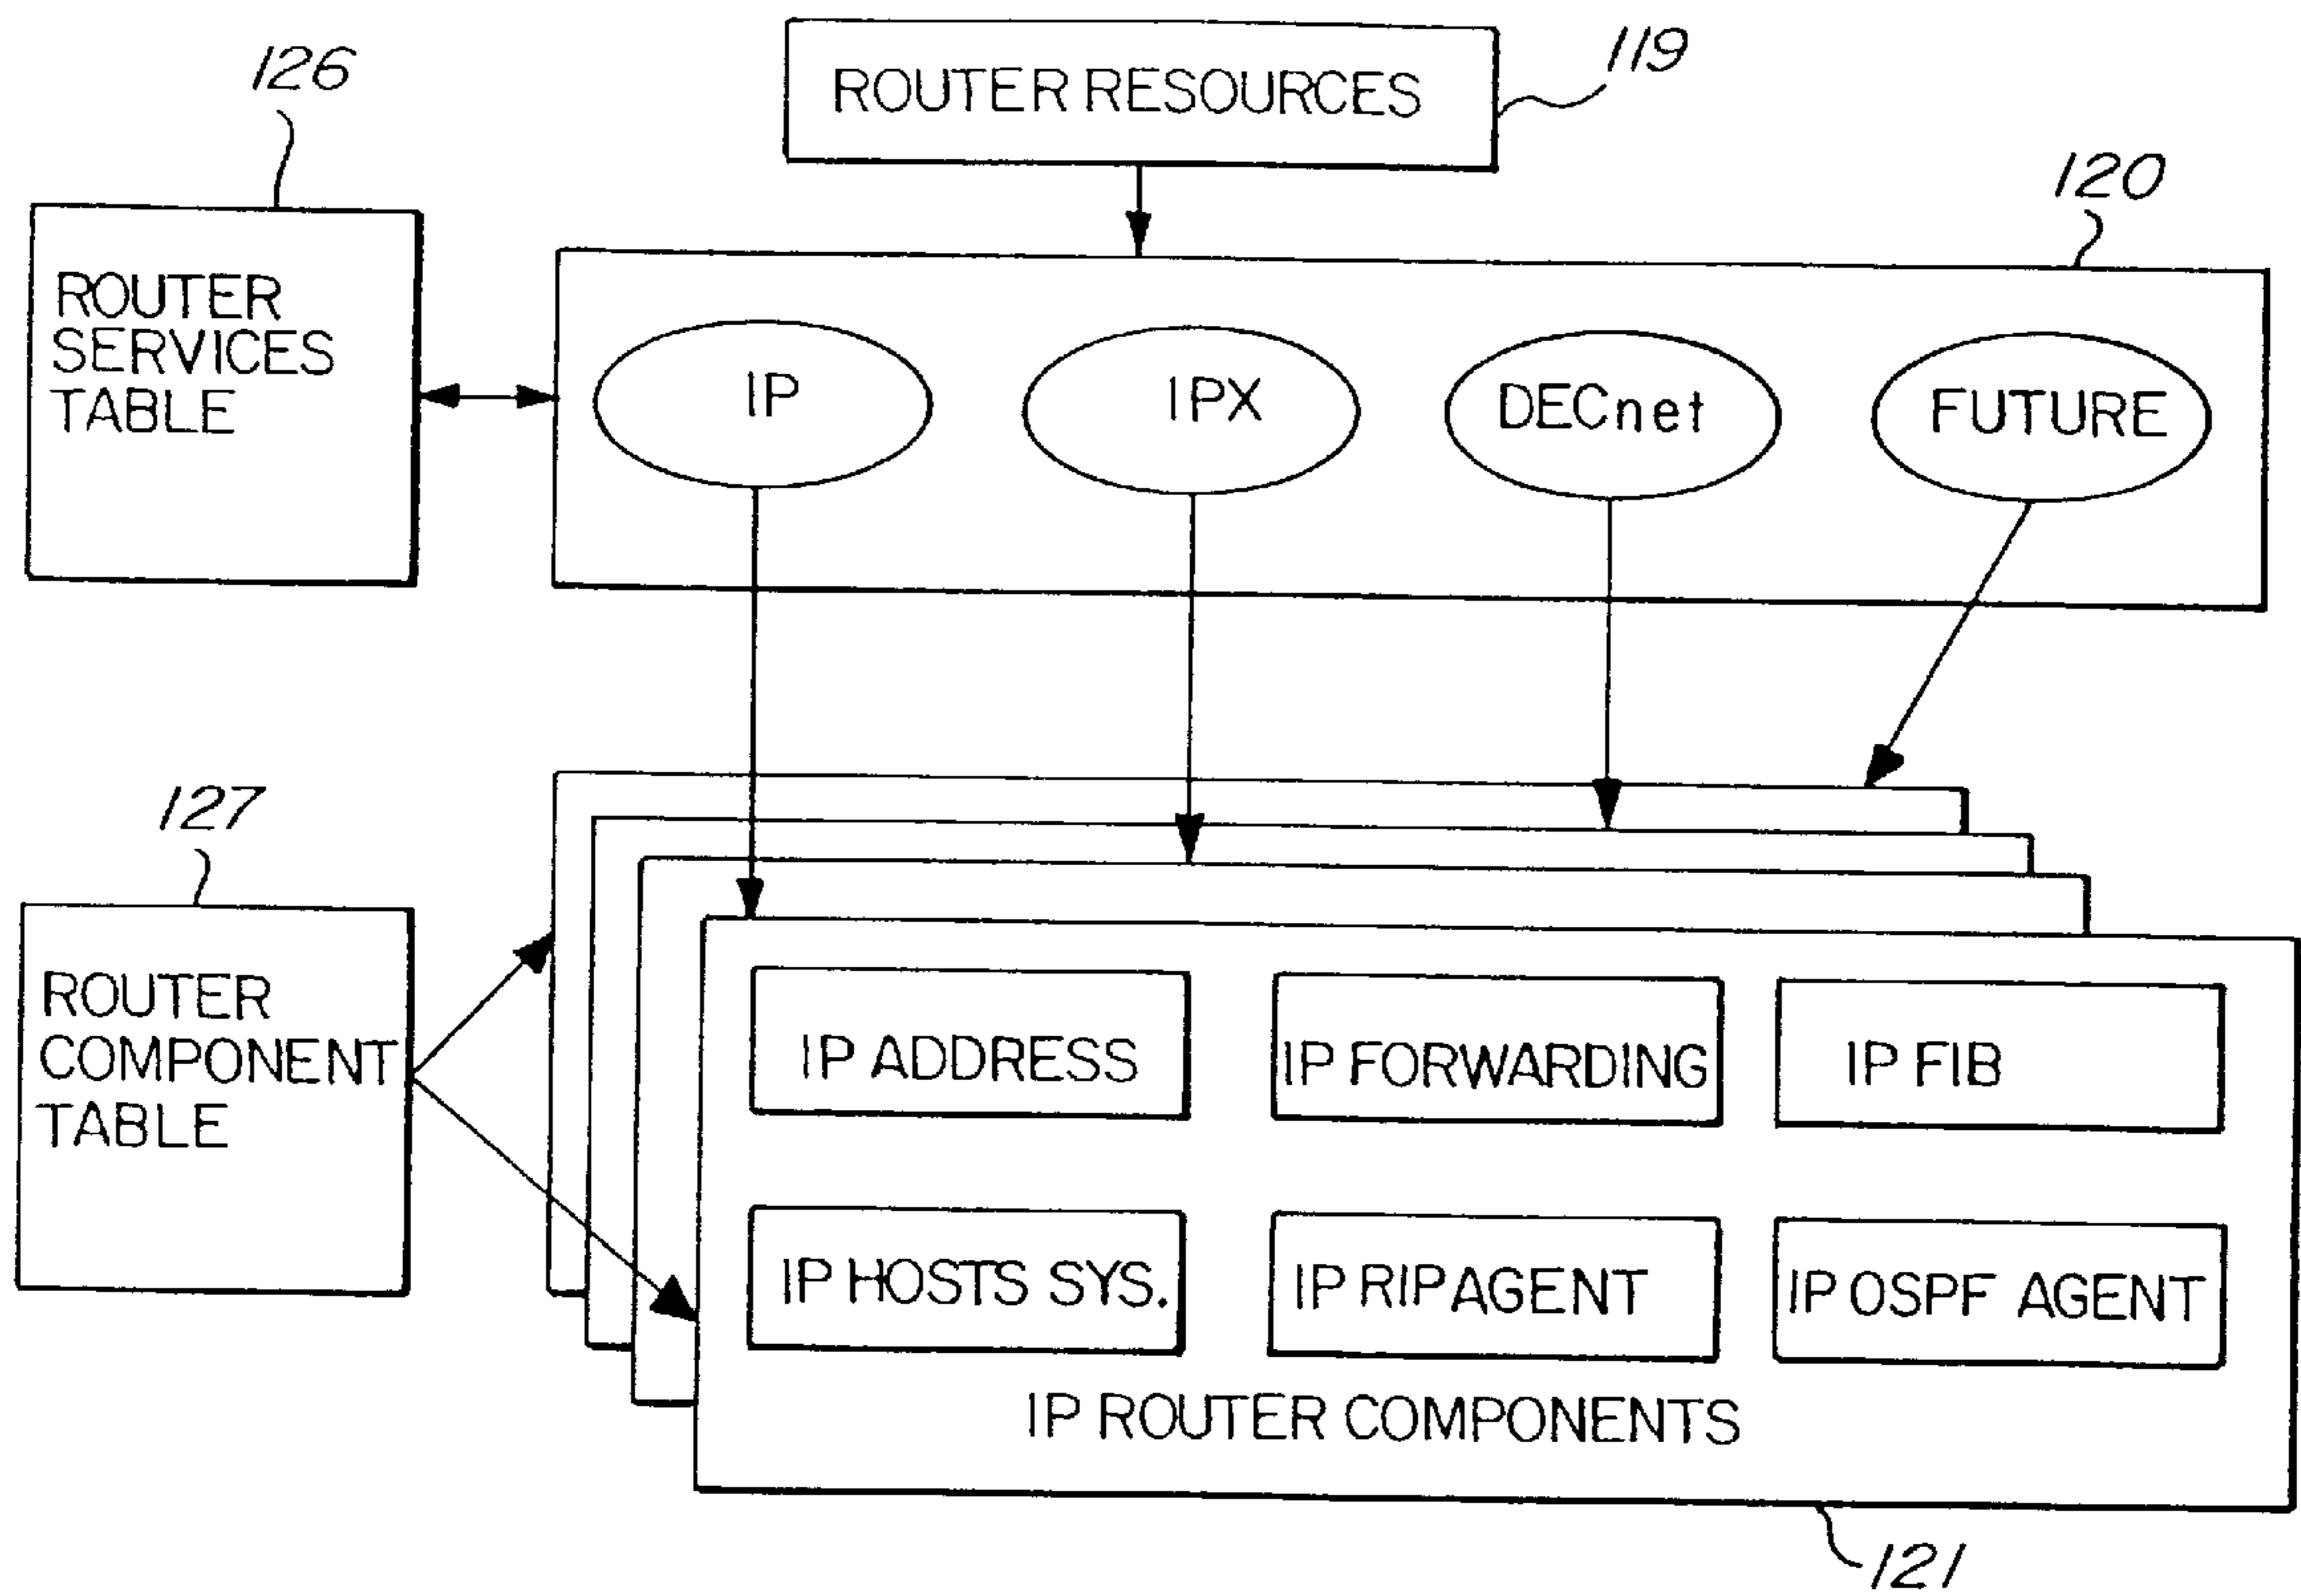 126
ROUTER RESOURCES
119
120
ROUTER
SERVICES
TABLE
IP
IPX
DECnet
FUTURE
127
ROUTER
COMPONENT
TABLE
IP ADDRESS
IP FORWARDING
IP FIB
IP HOSTS SYS.
IP RIP AGENT
IP OSPF AGENT
IP ROUTER COMPONENTS
121